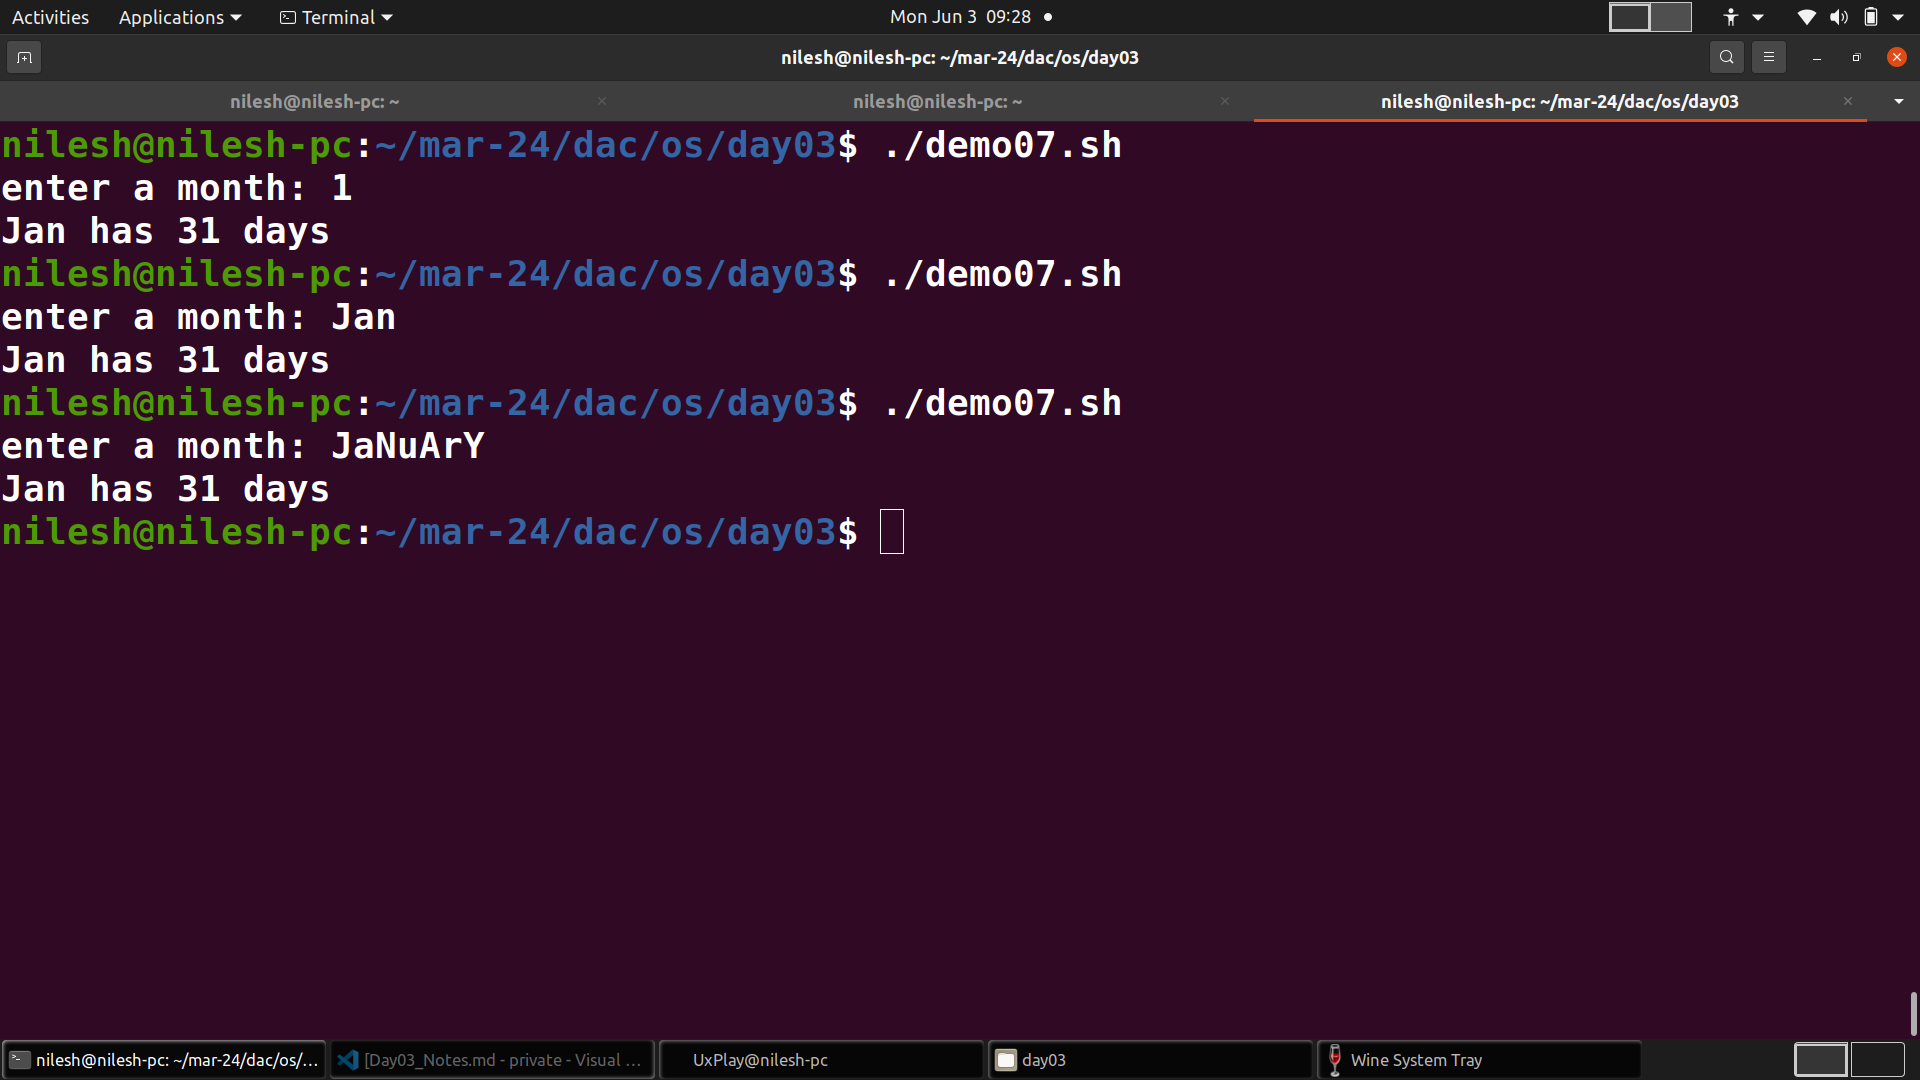 Activities Applications Terminal Mon Jun 3 09:28
nilesh@nilesh-pc: ~/mar-24/dac/os/day03
nilesh@nilesh-pc: ~ nilesh@nilesh-pc: ~ nilesh@nilesh-pc: ~/mar-24/dac/os/day03
nilesh@nilesh-pc:~/mar-24/dac/os/day03$ ./demo07.sh
enter a month: 1
Jan has 31 days
nilesh@nilesh-pc:~/mar-24/dac/os/day03$ ./demo07.sh
enter a month: Jan
Jan has 31 days
nilesh@nilesh-pc:~/mar-24/dac/os/day03$ ./demo07.sh
enter a month: JaNuArY
Jan has 31 days
nilesh@nilesh-pc:~/mar-24/dac/os/day03$
nilesh@nilesh-pc: ~/mar-24/dac/os/... [Day03_Notes.md - private - Visual ... UxPlay@nilesh-pc day03 Wine System Tray